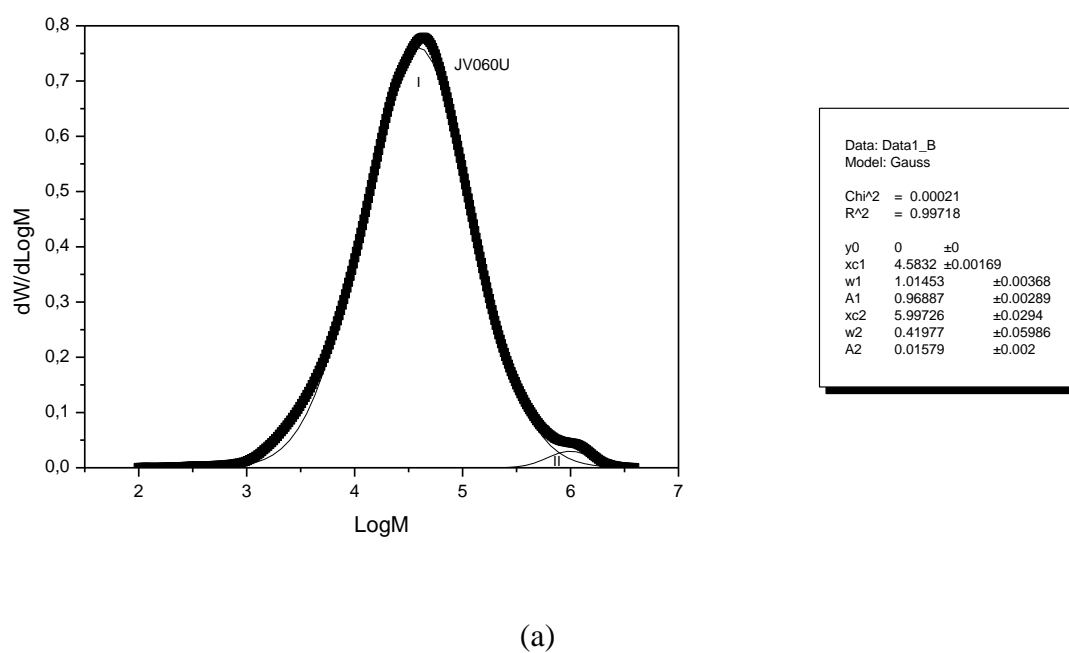 0,8
0,7
0,6
0,5
0,4
0,3
0,2
0,1
0,0
dW/dLogM
JV060U
I
II
2 3 4 5 6 7
LogM
Data: Data1_B
Model: Gauss
Chi^2 = 0.00021
R^2 = 0.99718
y0 0 ±0
xc1 4.5832 ±0.00169
w1 1.01453 ±0.00368
A1 0.96887 ±0.00289
xc2 5.99726 ±0.0294
w2 0.41977 ±0.05986
A2 0.01579 ±0.002
(a)